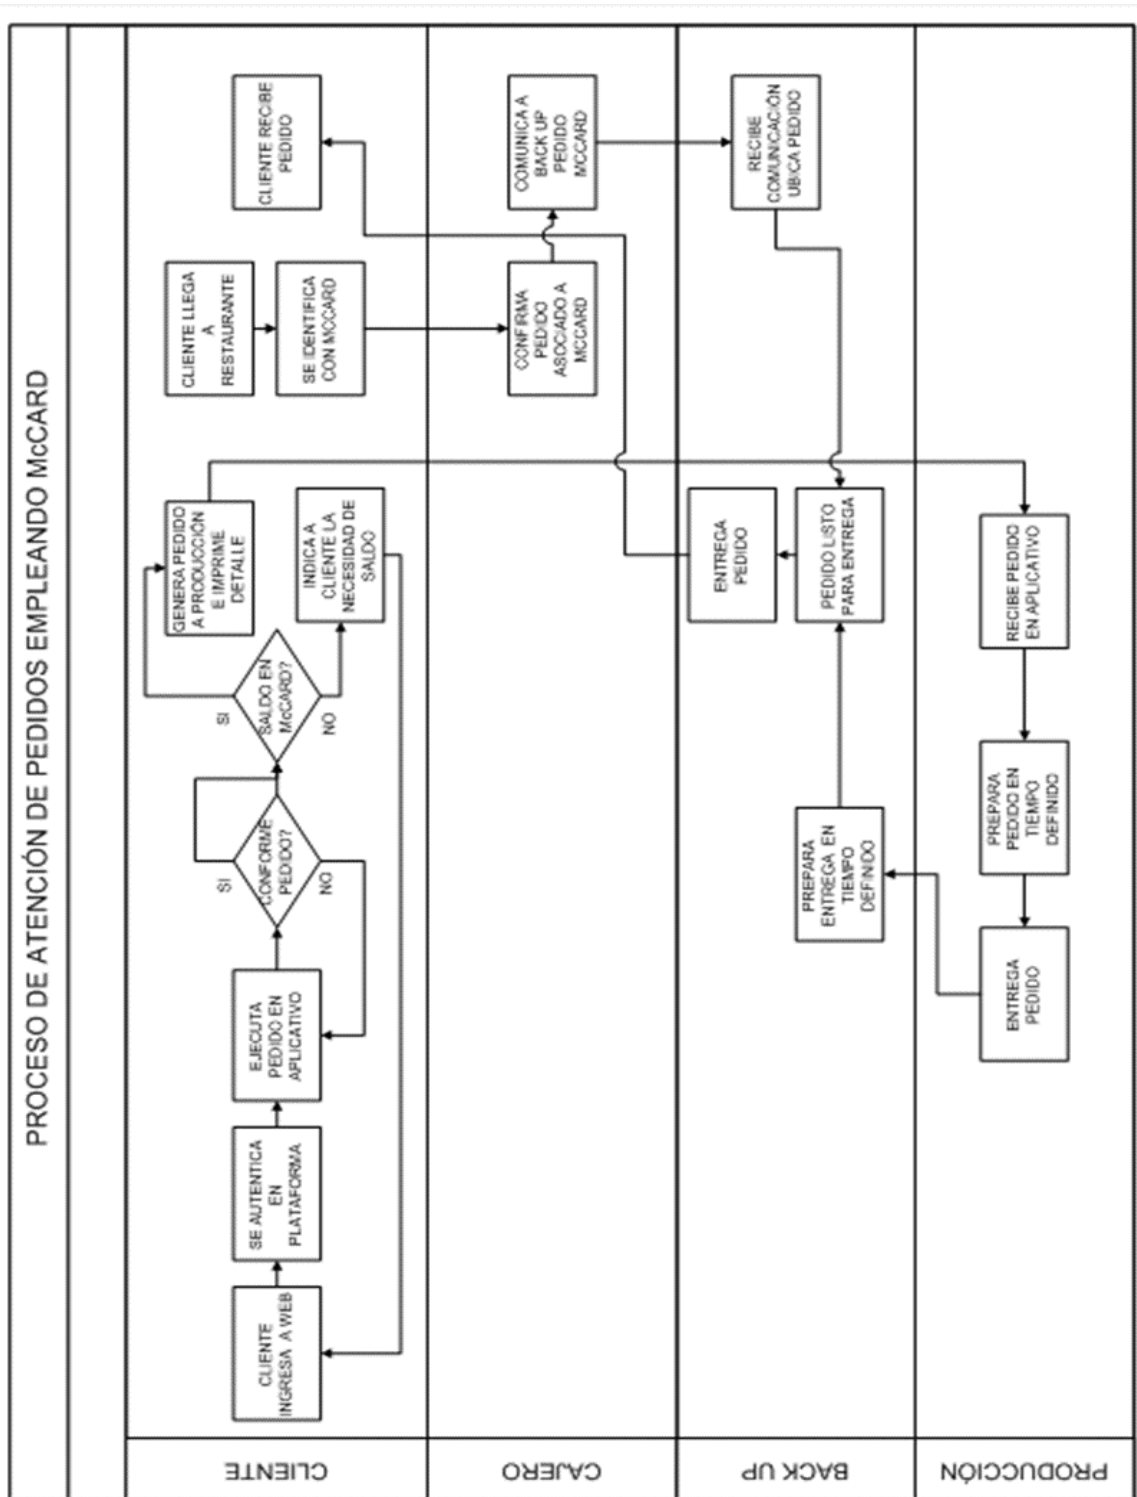 PROCESO DE ATENCIÓN DE PEDIDOS EMPLEANDO McCARD
CLIENTE
CLIENTE
INGRESA A WEB
SE AUTENTICA
EN
PLATAFORMA
EJECUTA
PEDIDO EN
APLICATIVO
CONFORME
PEDIDO?
SI
NO
SALDO EN
McCARD?
SI
NO
GENERA PEDIDO
A PRODUCCIÓN
E IMPRIME
DETALLE
INDICA A
CLIENTE LA
NECESIDAD DE
SALDO
CLIENTE LLEGA
A
RESTAURANTE
SE IDENTIFICA
CON MCCARD
CLIENTE RECIBE
PEDIDO
CAJERO
CONFIRMA
PEDIDO
ASOCIADO A
MCCARD
COMUNICA A
BACK UP
PEDIDO
MCCARD
BACK UP
PREPARA
ENTREGA EN
TIEMPO
DEFINIDO
ENTREGA
PEDIDO
PEDIDO LISTO
PARA ENTREGA
RECIBE
COMUNICACIÓN
UBICA PEDIDO
PRODUCCIÓN
ENTREGA
PEDIDO
PREPARA
PEDIDO EN
TIEMPO
DEFINIDO
RECIBE PEDIDO
EN APLICATIVO